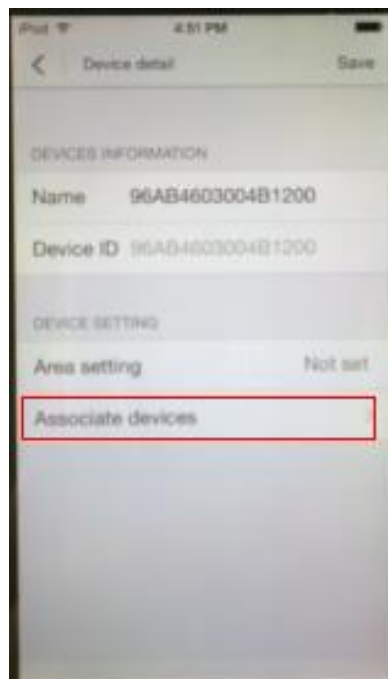 iPod 4:51 PM
Device detail Save
DEVICES INFORMATION
Name 96AB4603004B1200
Device ID 96AB4603004B1200
DEVICE SETTING
Area setting Not set
Associate devices